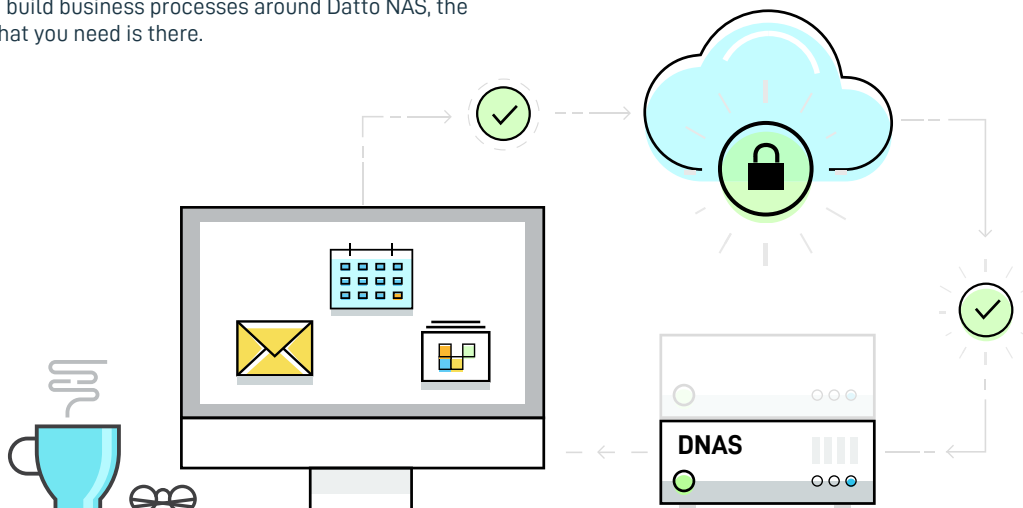 build business processes around Datto NAS, the
hat you need is there.
DNAS